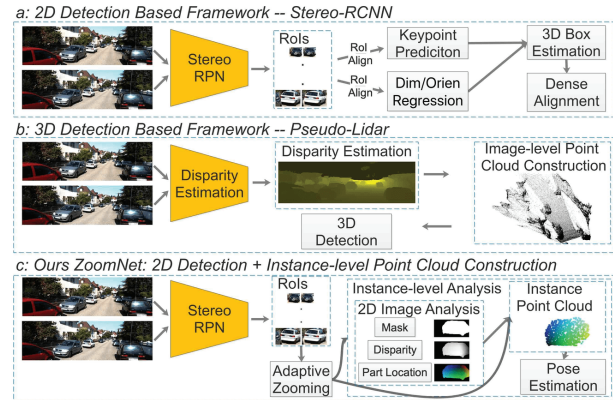 a: 2D Detection Based Framework -- Stereo-RCNN
Stereo
RPN
RoIs
RoI
Align
RoI
Align
Keypoint
Prediciton
Dim/Orien
Regression
3D Box
Estimation
Dense
Alignment
b: 3D Detection Based Framework -- Pseudo-Lidar
Disparity
Estimation
Disparity Estimation
3D
Detection
Image-level Point
Cloud Construction
c: Ours ZoomNet: 2D Detection + Instance-level Point Cloud Construction
Stereo
RPN
RoIs
Adaptive
Zooming
Instance-level Analysis
2D Image Analysis
Mask
Disparity
Part Location
Instance
Point Cloud
Pose
Estimation